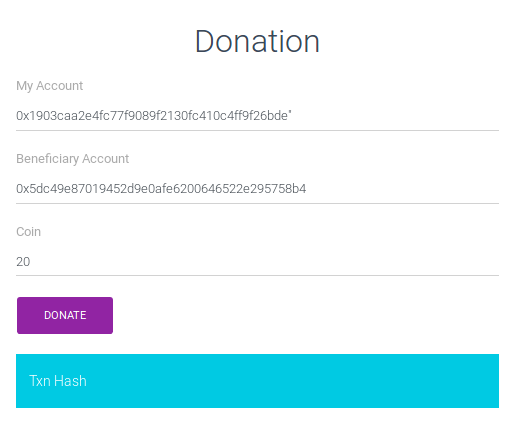 Donation
My Account
0x1903caa2e4fc77f9089f2130fc410c4ff9f26bde"
Beneficiary Account
0x5dc49e87019452d9e0afe6200646522e295758b4
Coin
20
DONATE
Txn Hash